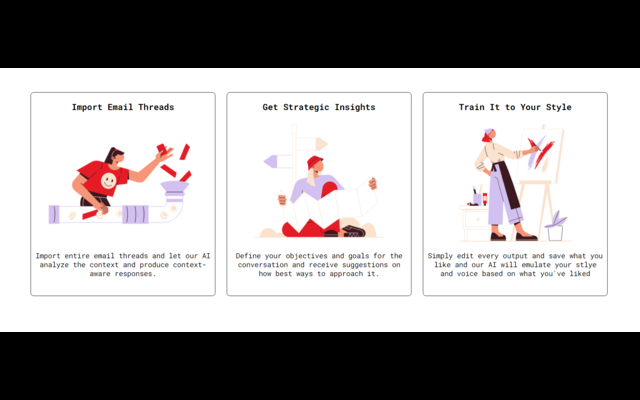 Import Email Threads
Import entire email threads and let our AI
analyze the context and produce context-
aware responses.
Get Strategic Insights
Define your objectives and goals for the
conversation and receive suggestions on
how best ways to approach it.
Train It to Your Style
Simply edit every output and save what you
like and our AI will emulate your stlye
and voice based on what you've liked